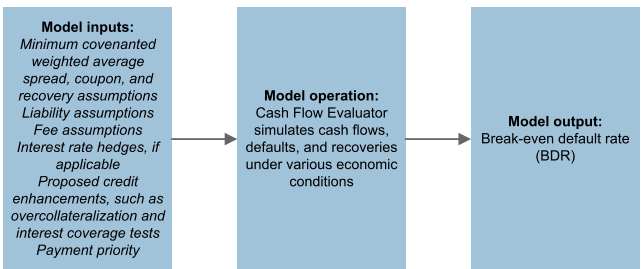 Model inputs:
Minimum covenanted
weighted average
spread, coupon, and
recovery assumptions
Liability assumptions
Fee assumptions
Interest rate hedges, if
applicable
Proposed credit
enhancements, such as
overcollateralization and
interest coverage tests
Payment priority
Model operation:
Cash Flow Evaluator
simulates cash flows,
defaults, and recoveries
under various economic
conditions
Model output:
Break-even default rate
(BDR)